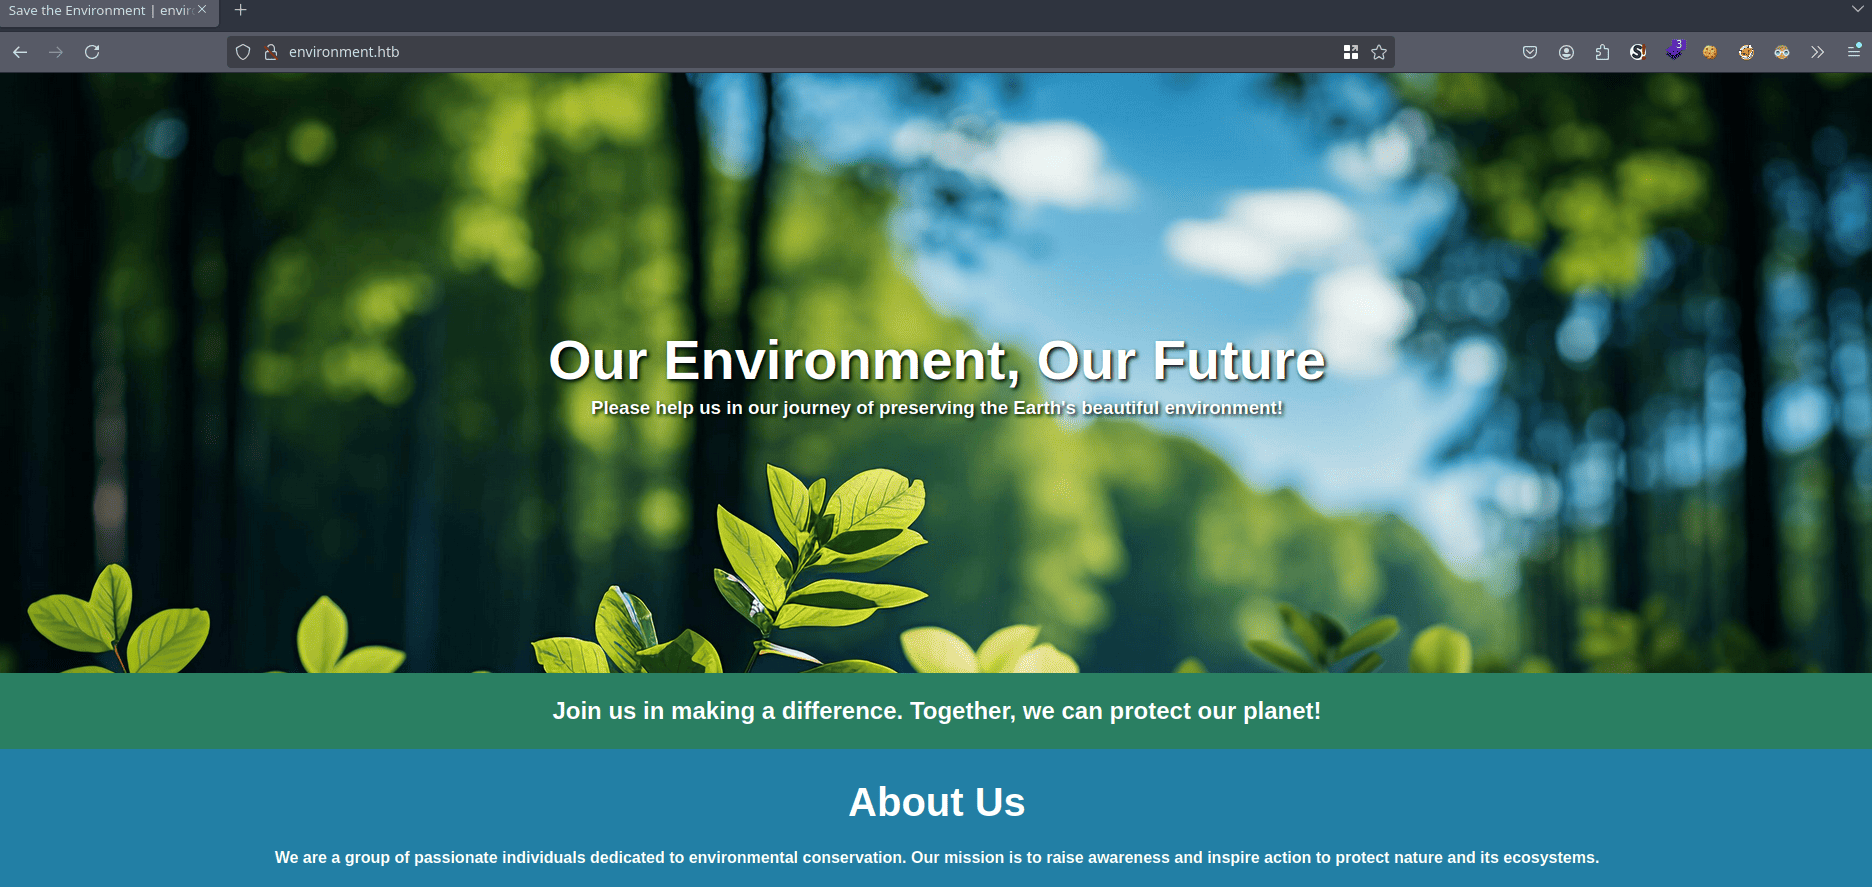 Save the Environment | envir
environment.htb
3
Our Environment, Our Future
Please help us in our journey of preserving the Earth's beautiful environment!
Join us in making a difference. Together, we can protect our planet!
About Us
We are a group of passionate individuals dedicated to environmental conservation. Our mission is to raise awareness and inspire action to protect nature and its ecosystems.